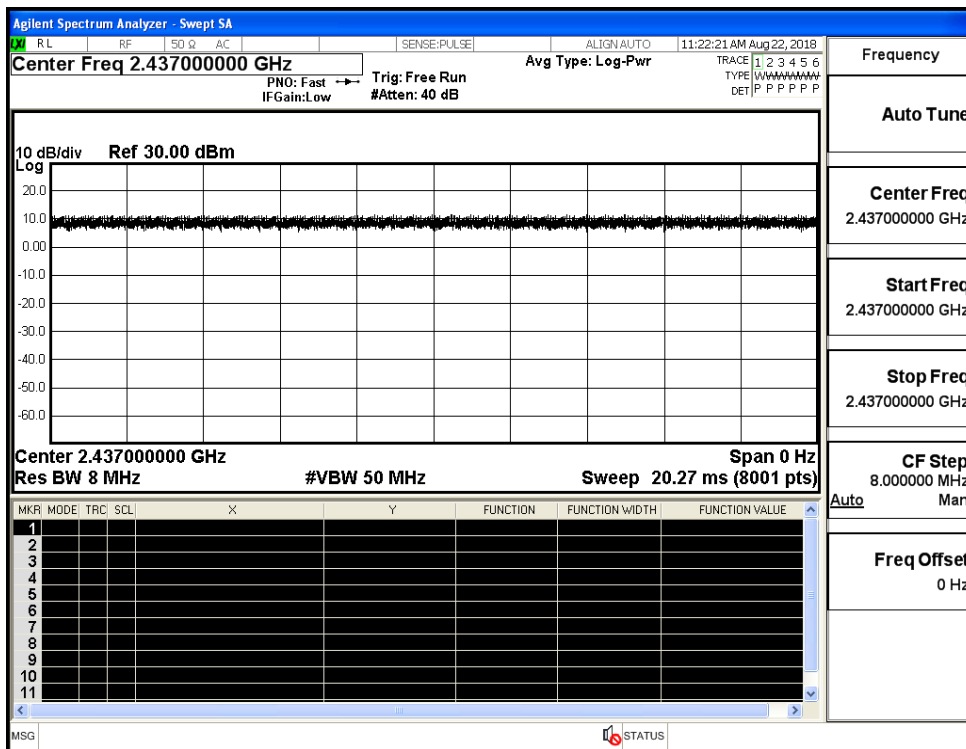 Agilent Spectrum Analyzer - Swept SA
LXI RL RF 50 Ω AC SENSE:PULSE ALIGN AUTO 11:22:21 AM Aug 22, 2018
Center Freq 2.437000000 GHz
PNO: Fast
IFGain:Low
Trig: Free Run
#Atten: 40 dB
Avg Type: Log-Pwr
TRACE 1 2 3 4 5 6
TYPE WWWWWW
DET P P P P P P
10 dB/div Ref 30.00 dBm
Log
20.0
10.0
0.00
-10.0
-20.0
-30.0
-40.0
-50.0
-60.0
Center 2.437000000 GHz Span 0 Hz
Res BW 8 MHz #VBW 50 MHz Sweep 20.27 ms (8001 pts)
MKR MODE TRC SCL X Y FUNCTION FUNCTION WIDTH FUNCTION VALUE
1
2
3
4
5
6
7
8
9
10
11
MSG STATUS
Frequency
Auto Tune
Center Freq
2.437000000 GHz
Start Freq
2.437000000 GHz
Stop Freq
2.437000000 GHz
CF Step
8.000000 MHz
Auto Man
Freq Offset
0 Hz